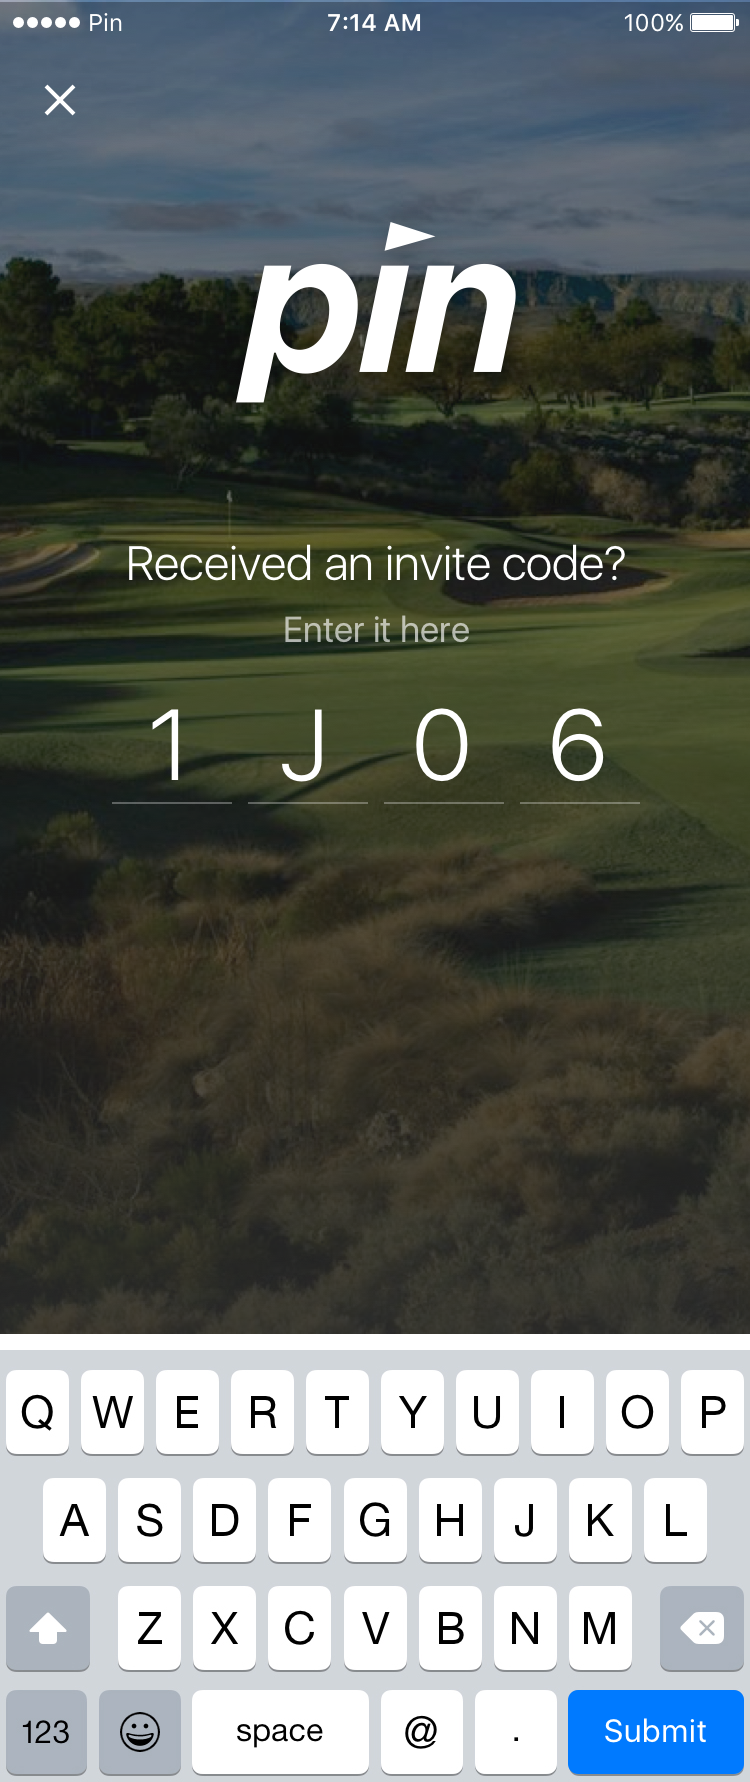 Pin 7:14 AM 100%
pin
Received an invite code?
Enter it here
1 J 0 6
Q W E R T Y U I O P
A S D F G H J K L
Z X C V B N M
123 space @ . Submit